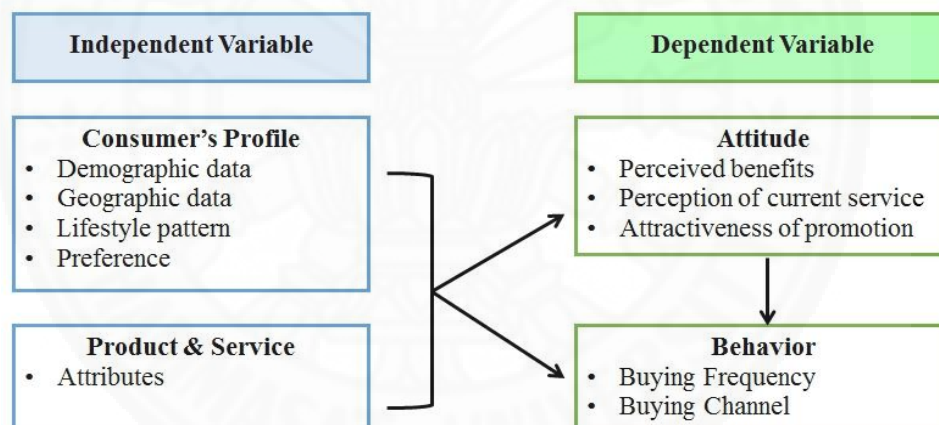 Independent Variable
Dependent Variable
Consumer's Profile
• Demographic data
• Geographic data
• Lifestyle pattern
• Preference
Attitude
• Perceived benefits
• Perception of current service
• Attractiveness of promotion
Product & Service
• Attributes
Behavior
• Buying Frequency
• Buying Channel